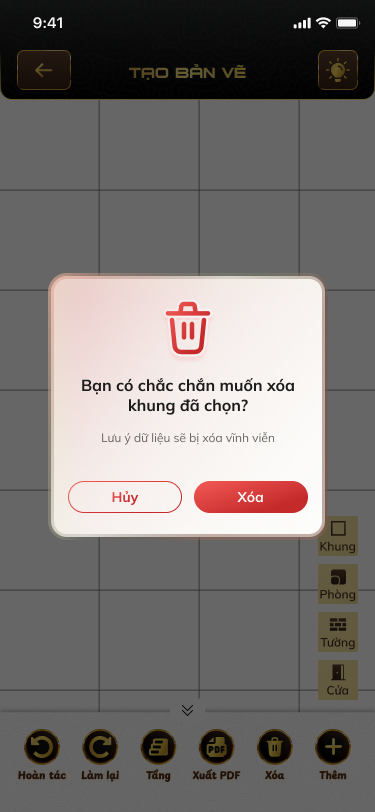 9:41
TẠO BẢN VẼ
Bạn có chắc chắn muốn xóa
khung đã chọn?
Lưu ý dữ liệu sẽ bị xóa vĩnh viễn
Hủy
Xóa
Khung
Phòng
Tường
Cửa
Hoàn tác
Làm lại
Tầng
PDF
Xuất PDF
Xóa
Thêm